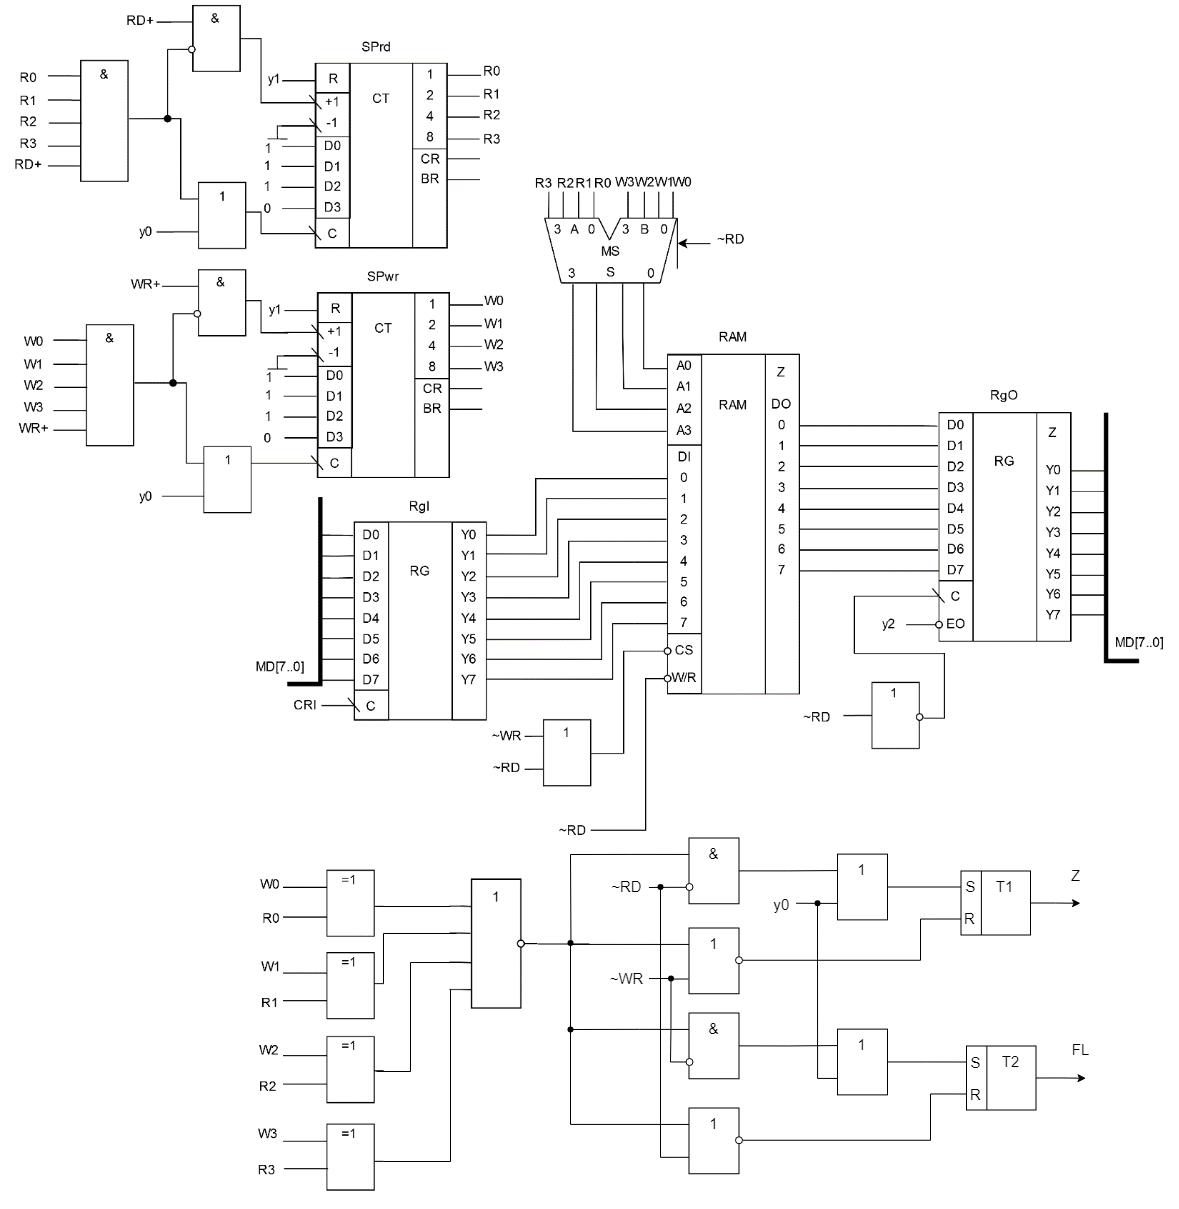 RD+
&
R0
R1
R2
R3
RD+
&
1
y0
SPrd
y1
R
+1
-1
1 D0
1 D1
1 D2
0 D3
C
CT
1 R0
2 R1
4 R2
8 R3
CR
BR
WR+
&
W0
W1
W2
W3
WR+
&
1
y0
SPwr
y1
R
+1
-1
1 D0
1 D1
1 D2
0 D3
C
CT
1 W0
2 W1
4 W2
8 W3
CR
BR
R3 R2 R1 R0 W3 W2 W1 W0
3 A 0 3 B 0
MS
3 S 0
~RD
RAM
A0
A1
A2
A3
DI
0
1
2
3
4
5
6
7
CS
W/R
RAM
Z
DO
0
1
2
3
4
5
6
7
RgO
D0
D1
D2
D3
D4
D5
D6
D7
C
y2
EO
RG
Z
Y0
Y1
Y2
Y3
Y4
Y5
Y6
Y7
MD[7..0]
~RD
1
RgI
D0
D1
D2
D3
D4
D5
D6
D7
MD[7..0]
CRI
C
RG
Y0
Y1
Y2
Y3
Y4
Y5
Y6
Y7
~WR
~RD
1
~RD
W0
R0
=1
W1
R1
=1
W2
R2
=1
W3
R3
=1
1
~RD
&
~WR
1
&
1
y0
1
1
S T1
R
Z
S T2
R
FL